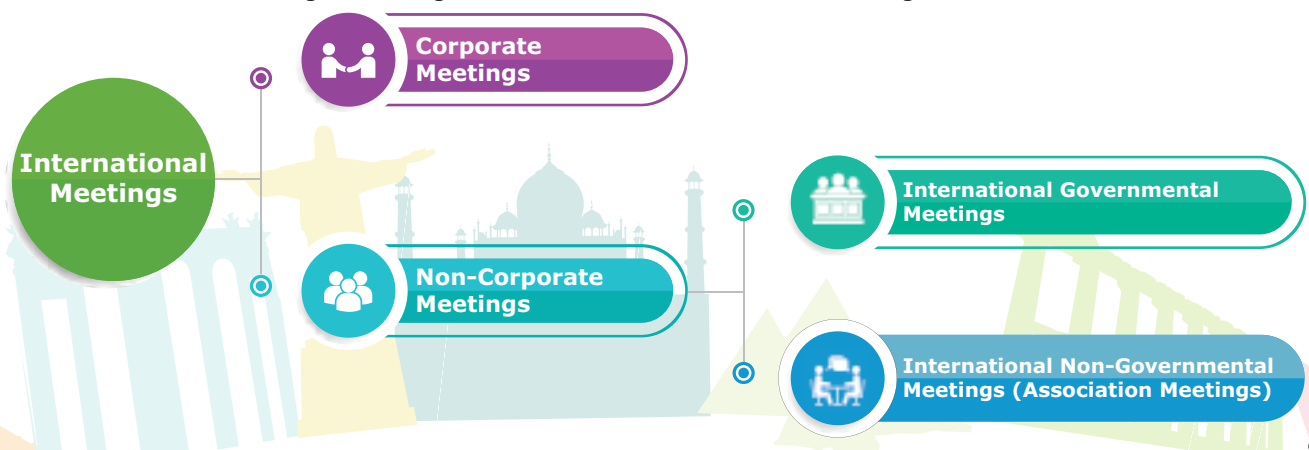 International
Meetings
Corporate
Meetings
Non-Corporate
Meetings
International Governmental
Meetings
International Non-Governmental
Meetings (Association Meetings)